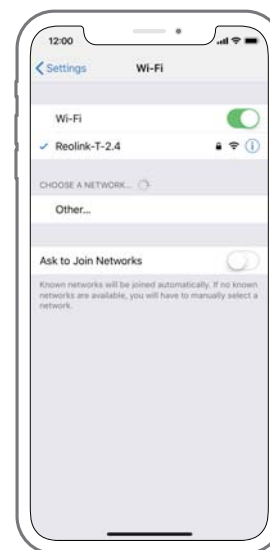 12:00
Settings
Wi-Fi
Wi-Fi
Reolink-T-2.4
CHOOSE A NETWORK...
Other...
Ask to Join Networks
Known networks will be joined automatically. If no known
networks are available, you will have to manually select a
network.